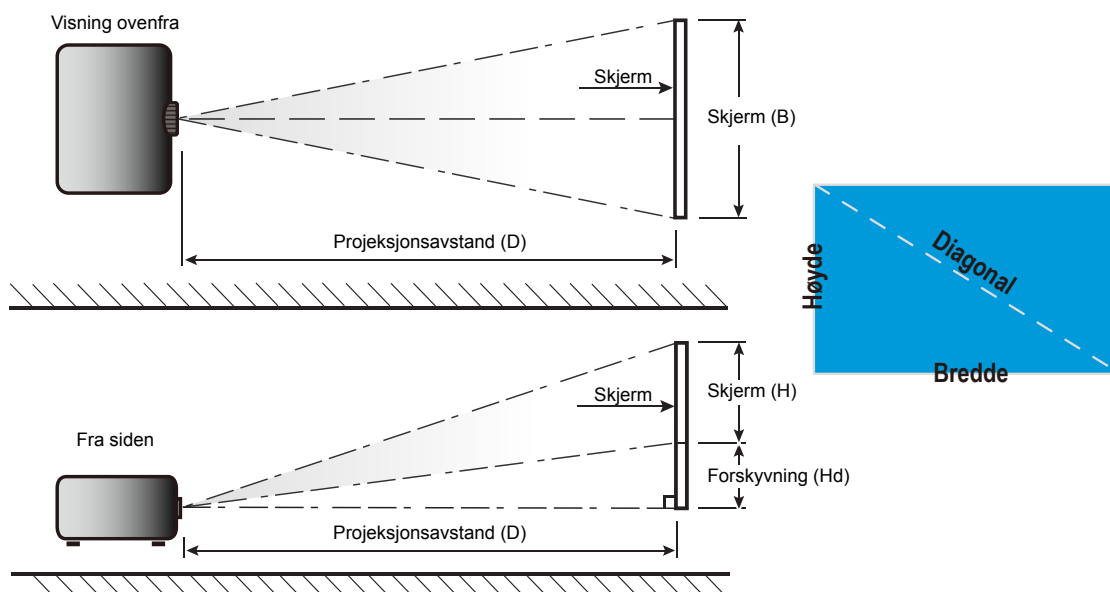 Visning ovenfra
Skjerm
Skjerm (B)
Projeksjonsavstand (D)
Høyde
Diagonal
Bredde
Skjerm
Skjerm (H)
Fra siden
Forskyvning (Hd)
Projeksjonsavstand (D)